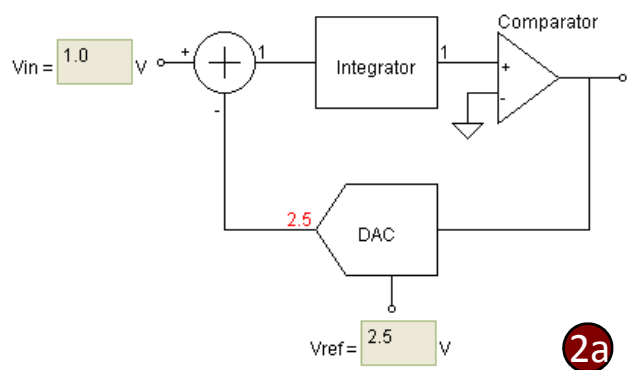 Comparator
Vin = 1.0 V
+
1
Integrator
1
+
-
-
2.5
DAC
Vref = 2.5 V
2a